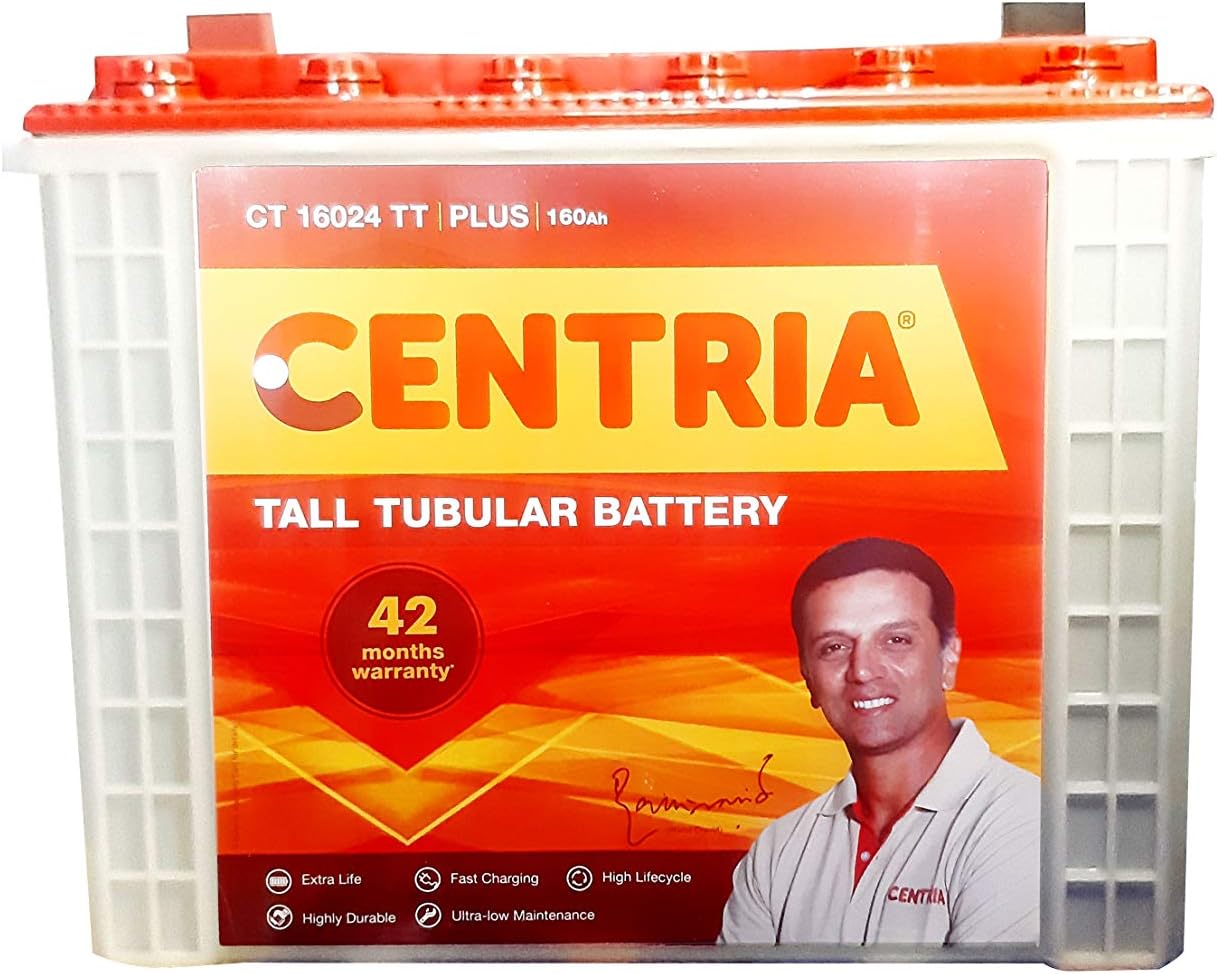 CT 16024 TT | PLUS | 160Ah
CENTRIA®
TALL TUBULAR BATTERY
42
months
warranty*
Extra Life
Fast Charging
High Lifecycle
Highly Durable
Ultra-low Maintenance
CENTRIA